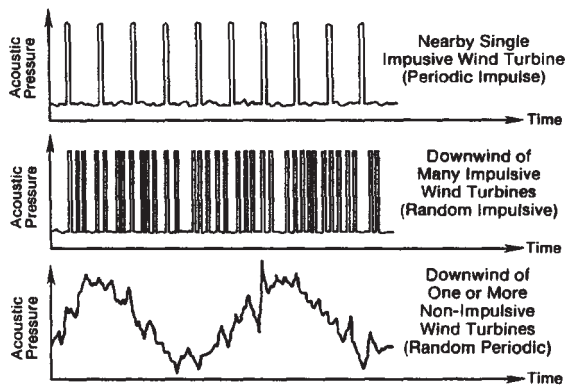 Acoustic
Pressure
Nearby Single
Impusive Wind Turbine
(Periodic Impulse)
Time
Acoustic
Pressure
Downwind of
Many Impulsive
Wind Turbines
(Random Impulsive)
Time
Acoustic
Pressure
Downwind of
One or More
Non-Impulsive
Wind Turbines
(Random Periodic)
Time